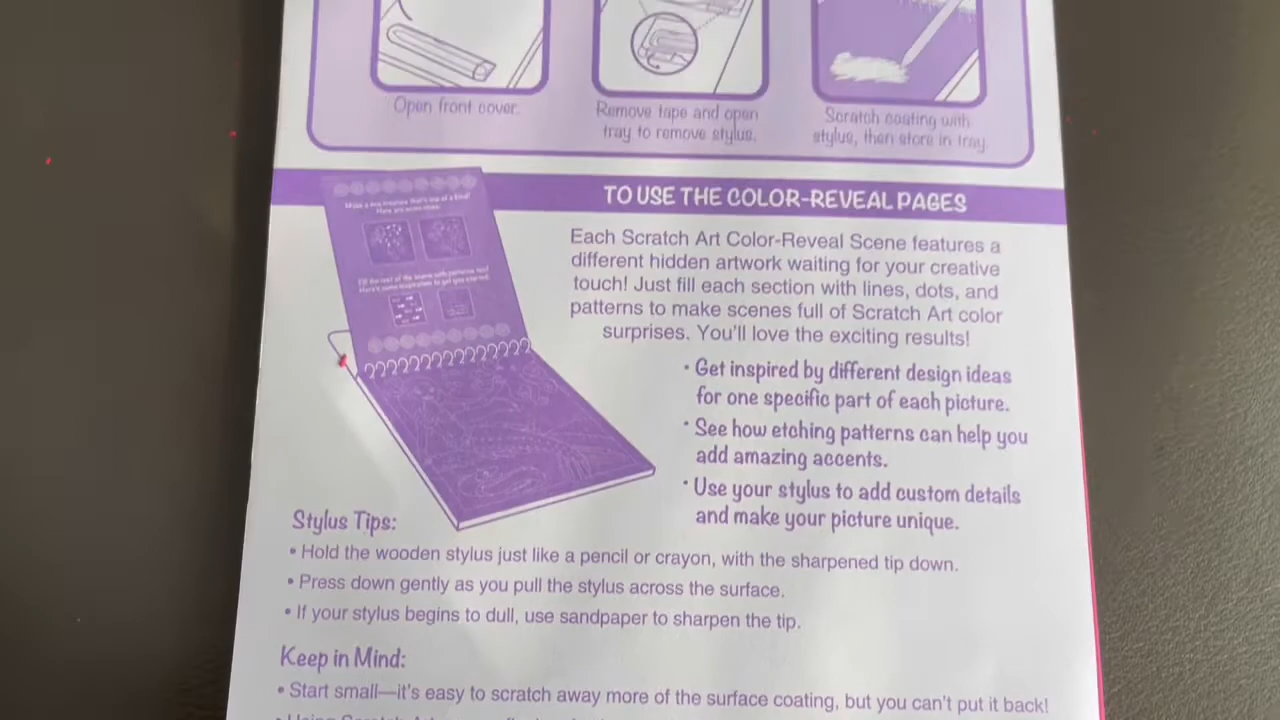 Open front cover.
Remove tape and open
tray to remove stylus.
Scratch coating with
stylus, then store in tray.
TO USE THE COLOR-REVEAL PAGES
Each Scratch Art Color-Reveal Scene features a
different hidden artwork waiting for your creative
touch! Just fill each section with lines, dots, and
patterns to make scenes full of Scratch Art color
surprises. You'll love the exciting results!
• Get inspired by different design ideas
for one specific part of each picture.
• See how etching patterns can help you
add amazing accents.
• Use your stylus to add custom details
and make your picture unique.
Stylus Tips:
• Hold the wooden stylus just like a pencil or crayon, with the sharpened tip down.
• Press down gently as you pull the stylus across the surface.
• If your stylus begins to dull, use sandpaper to sharpen the tip.
Keep in Mind:
• Start small—it's easy to scratch away more of the surface coating, but you can't put it back!